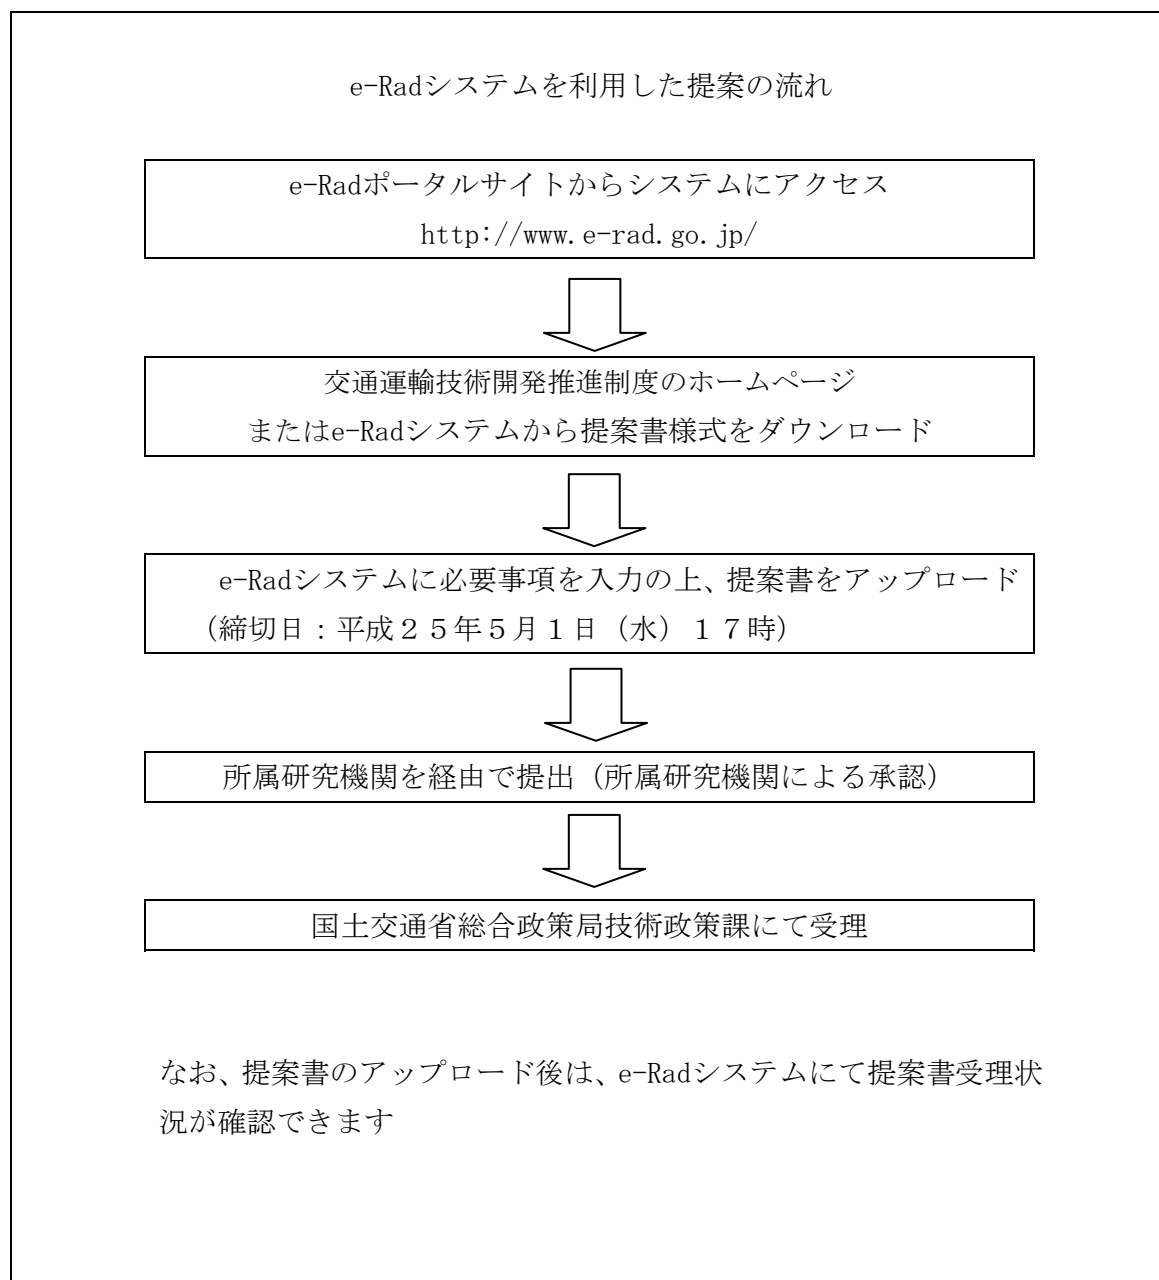 e-Radシステムを利用した提案の流れ
e-Radポータルサイトからシステムにアクセス
http://www.e-rad.go.jp/
交通運輸技術開発推進制度のホームページ
またはe-Radシステムから提案書様式をダウンロード
e-Radシステムに必要事項を入力の上、提案書をアップロード
（締切日：平成２５年５月１日（水）１７時）
所属研究機関を経由で提出（所属研究機関による承認）
国土交通省総合政策局技術政策課にて受理
なお、提案書のアップロード後は、e-Radシステムにて提案書受理状
況が確認できます